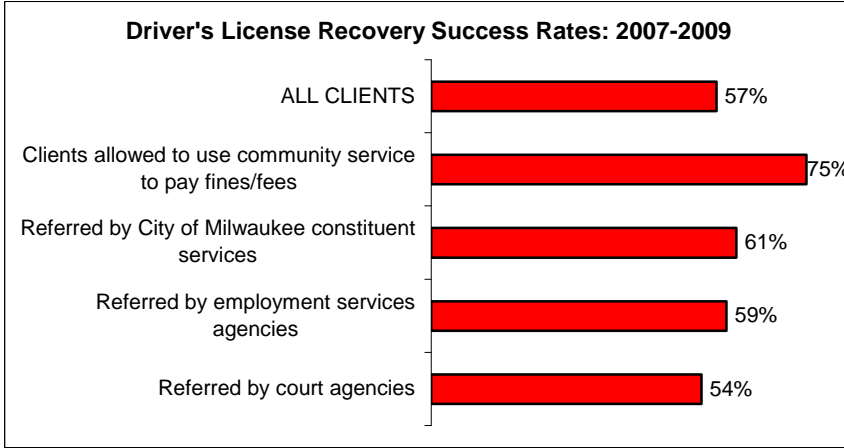 Driver's License Recovery Success Rates: 2007-2009
ALL CLIENTS
57%
Clients allowed to use community service
to pay fines/fees
75%
Referred by City of Milwaukee constituent
services
61%
Referred by employment services
agencies
59%
Referred by court agencies
54%